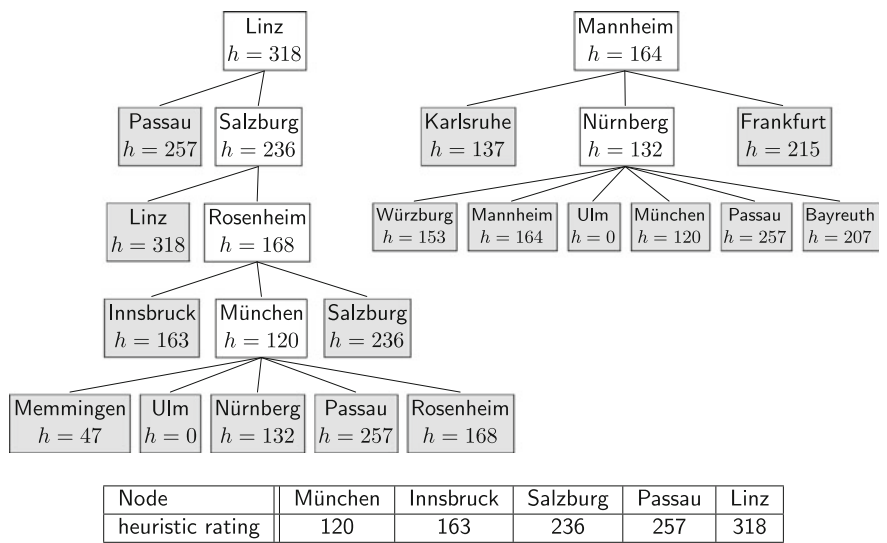 Linz
h = 318
Mannheim
h = 164
Passau
h = 257
Salzburg
h = 236
Karlsruhe
h = 137
Nürnberg
h = 132
Frankfurt
h = 215
Linz
h = 318
Rosenheim
h = 168
Würzburg
h = 153
Mannheim
h = 164
Ulm
h = 0
München
h = 120
Passau
h = 257
Bayreuth
h = 207
Innsbruck
h = 163
München
h = 120
Salzburg
h = 236
Memmingen
h = 47
Ulm
h = 0
Nürnberg
h = 132
Passau
h = 257
Rosenheim
h = 168
Node München Innsbruck Salzburg Passau Linz
heuristic rating 120 163 236 257 318